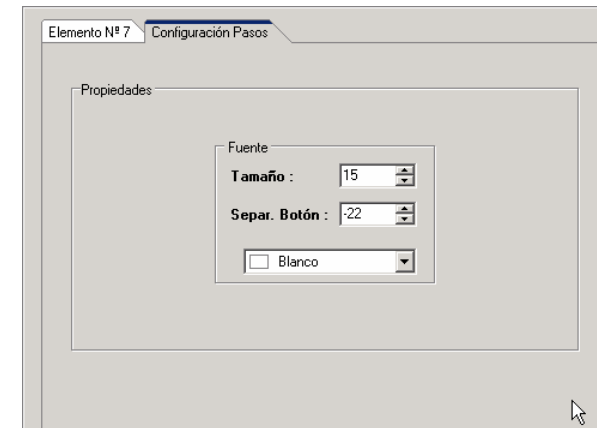 Elemento Nº 7 Configuración Pasos
Propiedades
Fuente
Tamaño : 15
Separ. Botón : -22
Blanco